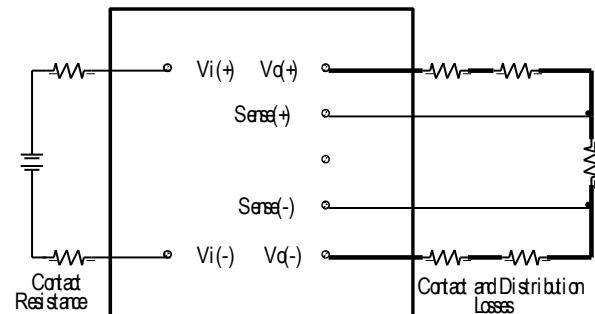 Vi(+) Vo(+)
Sense(+)
Sense(-)
Vi(-) Vo(-)
Contact
Resistance
Contact and Distribution
Losses